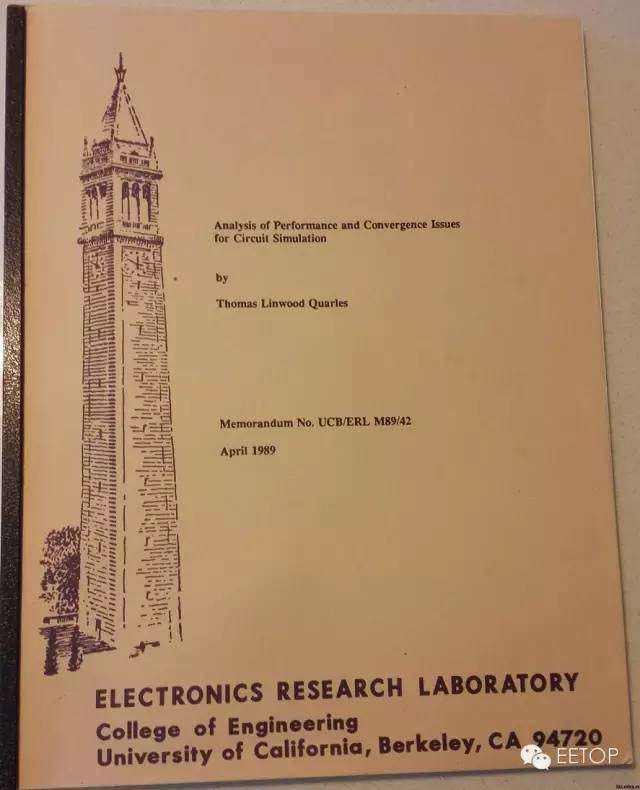 Analysis of Performance and Convergence Issues
for Circuit Simulation
by
Thomas Linwood Quarles
Memorandum No. UCB/ERL M89/42
April 1989
ELECTRONICS RESEARCH LABORATORY
College of Engineering
University of California, Berkeley, CA 94720
EETOP